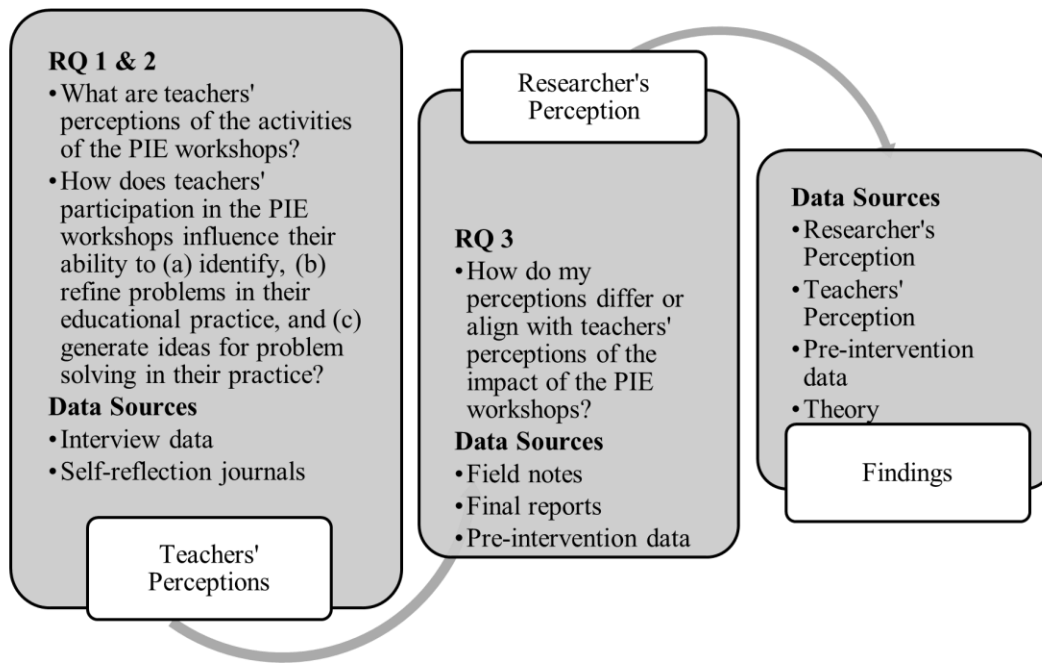 RQ 1 & 2
•What are teachers'
perceptions of the activities
of the PIE workshops?
•How does teachers'
participation in the PIE
workshops influence their
ability to (a) identify, (b)
refine problems in their
educational practice, and (c)
generate ideas for problem
solving in their practice?
Data Sources
•Interview data
•Self-reflection journals
Teachers'
Perceptions
Researcher's
Perception
RQ 3
•How do my
perceptions differ or
align with teachers'
perceptions of the
impact of the PIE
workshops?
Data Sources
•Field notes
•Final reports
•Pre-intervention data
Data Sources
•Researcher's
Perception
•Teachers'
Perception
•Pre-intervention
data
•Theory
Findings